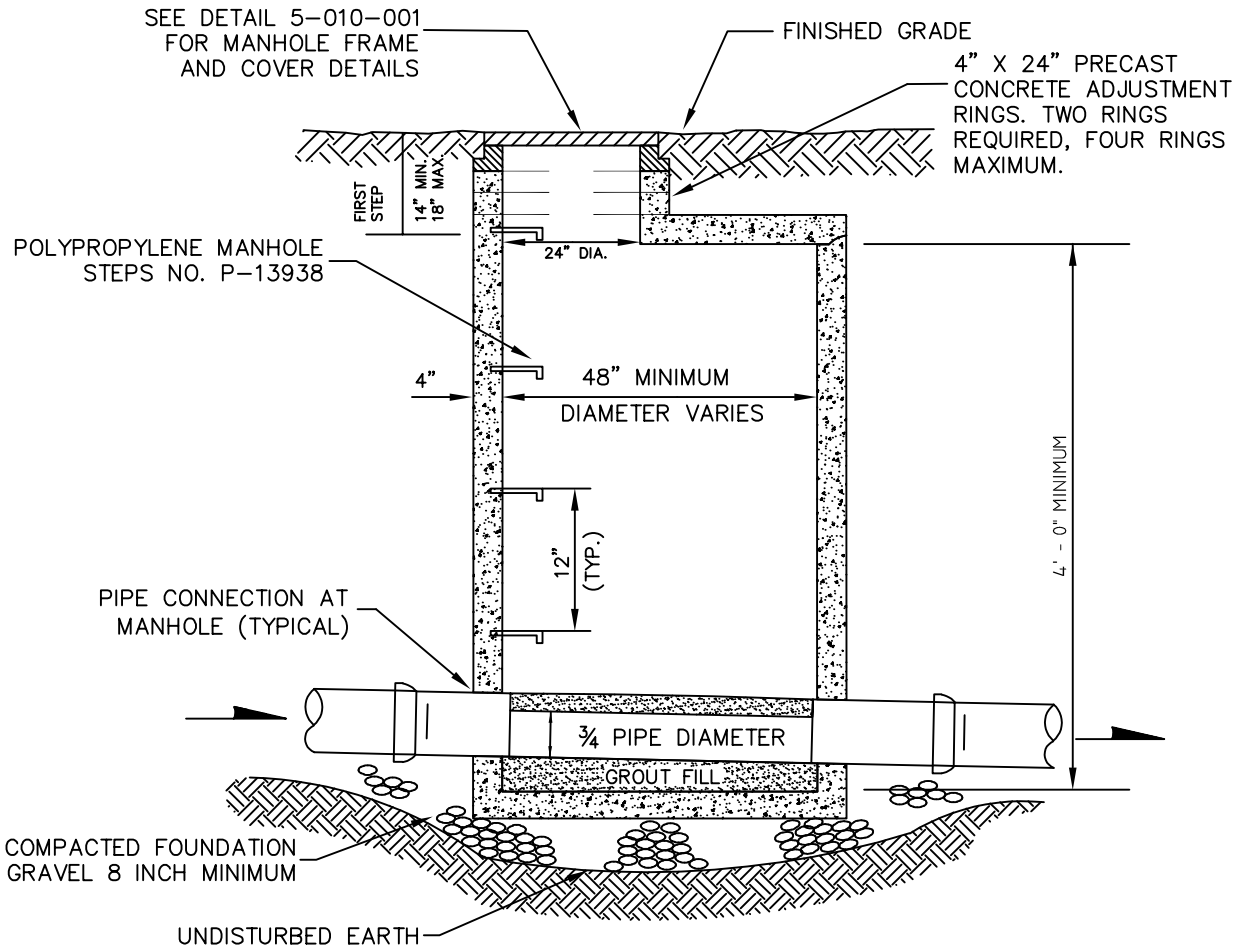 SEE DETAIL 5-010-001
FOR MANHOLE FRAME
AND COVER DETAILS
FINISHED GRADE
4" X 24" PRECAST
CONCRETE ADJUSTMENT
RINGS. TWO RINGS
REQUIRED, FOUR RINGS
MAXIMUM.
FIRST
STEP
14" MIN.
18" MAX.
24" DIA.
POLYPROPYLENE MANHOLE
STEPS NO. P-13938
4"
48" MINIMUM
DIAMETER VARIES
4' - 0" MINIMUM
12"
(TYP.)
PIPE CONNECTION AT
MANHOLE (TYPICAL)
¾ PIPE DIAMETER
GROUT FILL
COMPACTED FOUNDATION
GRAVEL 8 INCH MINIMUM
UNDISTURBED EARTH